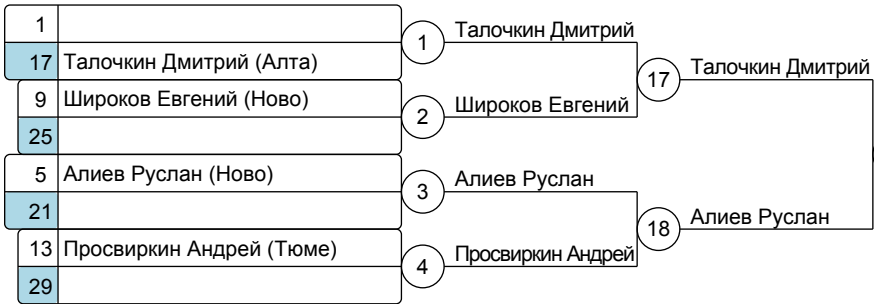 1
Талочкин Дмитрий
1
17 Талочкин Дмитрий (Алта)
17
Талочкин Дмитрий
9 Широков Евгений (Ново)
2
Широков Евгений
25
5 Алиев Руслан (Ново)
3
Алиев Руслан
21
18
Алиев Руслан
13 Просвиркин Андрей (Тюме)
4
Просвиркин Андрей
29